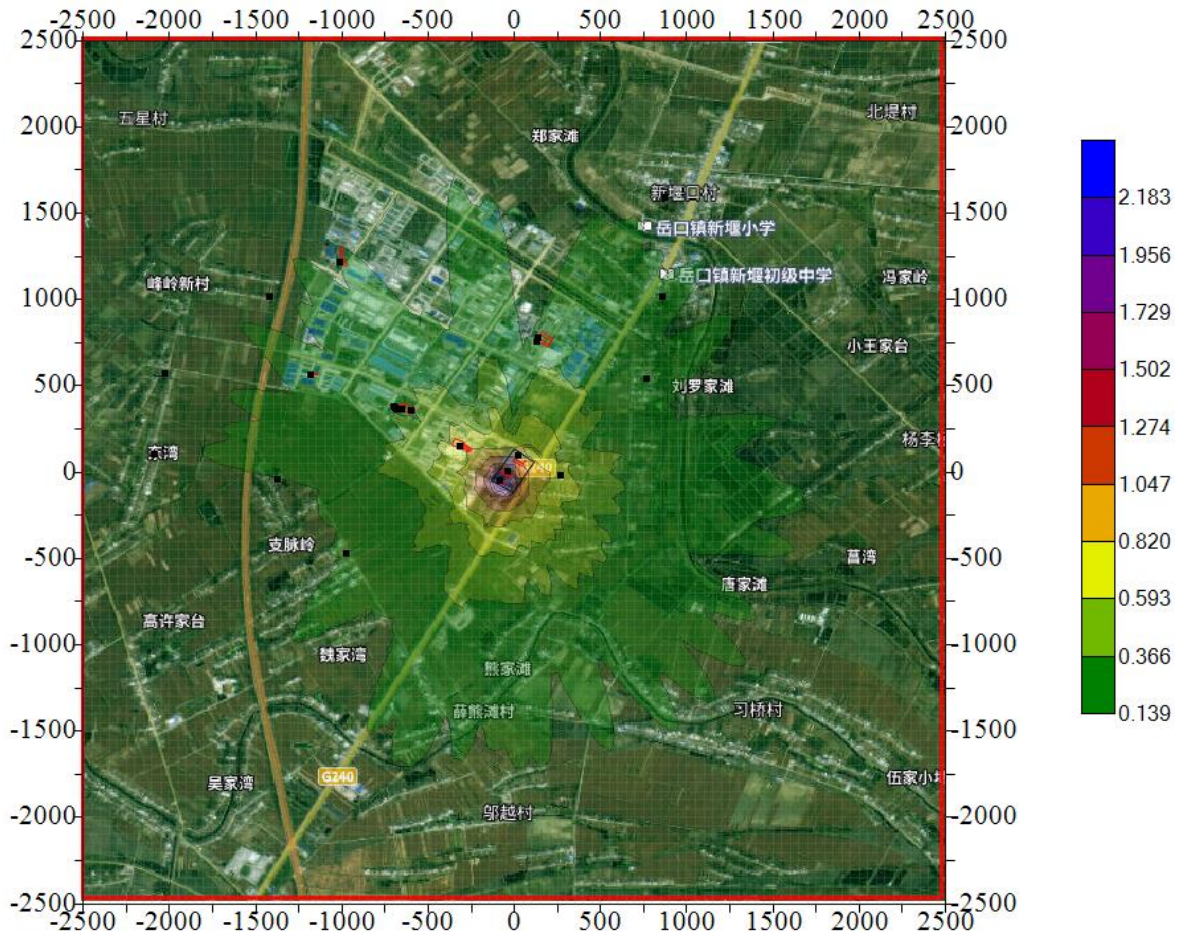 -2500 -2000 -1500 -1000 -500 0 500 1000 1500 2000 2500
2500
2000
1500
1000
500
0
-500
-1000
-1500
-2000
-2500
2500
2000
1500
1000
500
0
-500
-1000
-1500
-2000
-2500
-2500 -2000 -1500 -1000 -500 0 500 1000 1500 2000 2500
五星村
北堤村
郑家滩
新堰口村
岳口镇新堰小学
岳口镇新堰初级中学
峰岭新村
冯家岭
小王家台
刘罗家滩
杨李
支脉岭
菖湾
唐家滩
高许家台
魏家湾
熊家滩
薛熊滩村
习桥村
G240
吴家湾
伍家小
邬越村
2.183
1.956
1.729
1.502
1.274
1.047
0.820
0.593
0.366
0.139